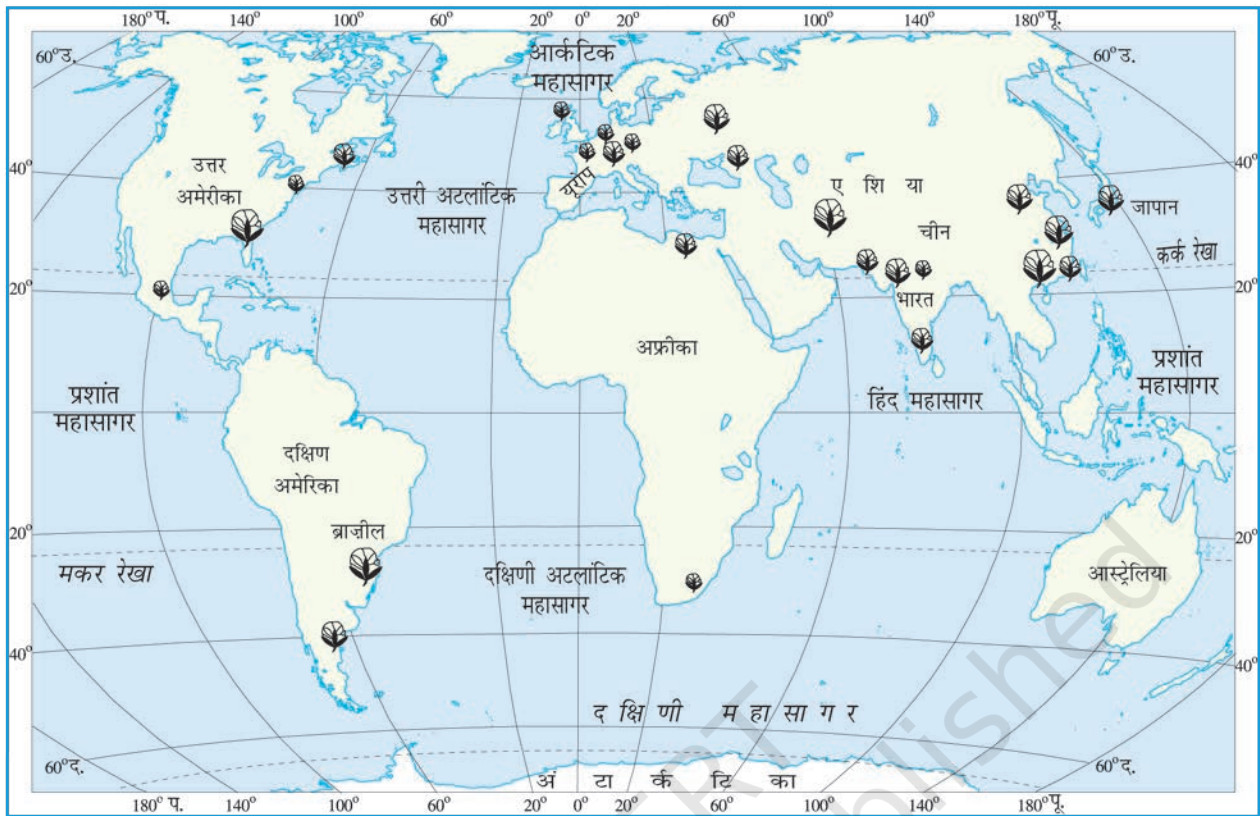 180° प. 140° 100° 60° 20° 0° 20° 60° 100° 140° 180° पू.
60° उ. 60° उ.
आर्कटिक
महासागर
40° 40°
उत्तर
अमेरीका
उत्तरी अटलांटिक
महासागर
यूरोप
ए शि या
चीन
जापान
कर्क रेखा
20° 20°
भारत
अफ्रीका
प्रशांत
महासागर
हिंद महासागर
प्रशांत
महासागर
दक्षिण
अमेरिका
ब्राज़ील
20° 20°
मकर रेखा
दक्षिणी अटलांटिक
महासागर
आस्ट्रेलिया
40° 40°
द क्षि णी म हा सा ग र
60° द. 60° द.
अं टा र्क टि का
180° प. 140° 100° 60° 20° 0° 20° 60° 100° 140° 180° पू.